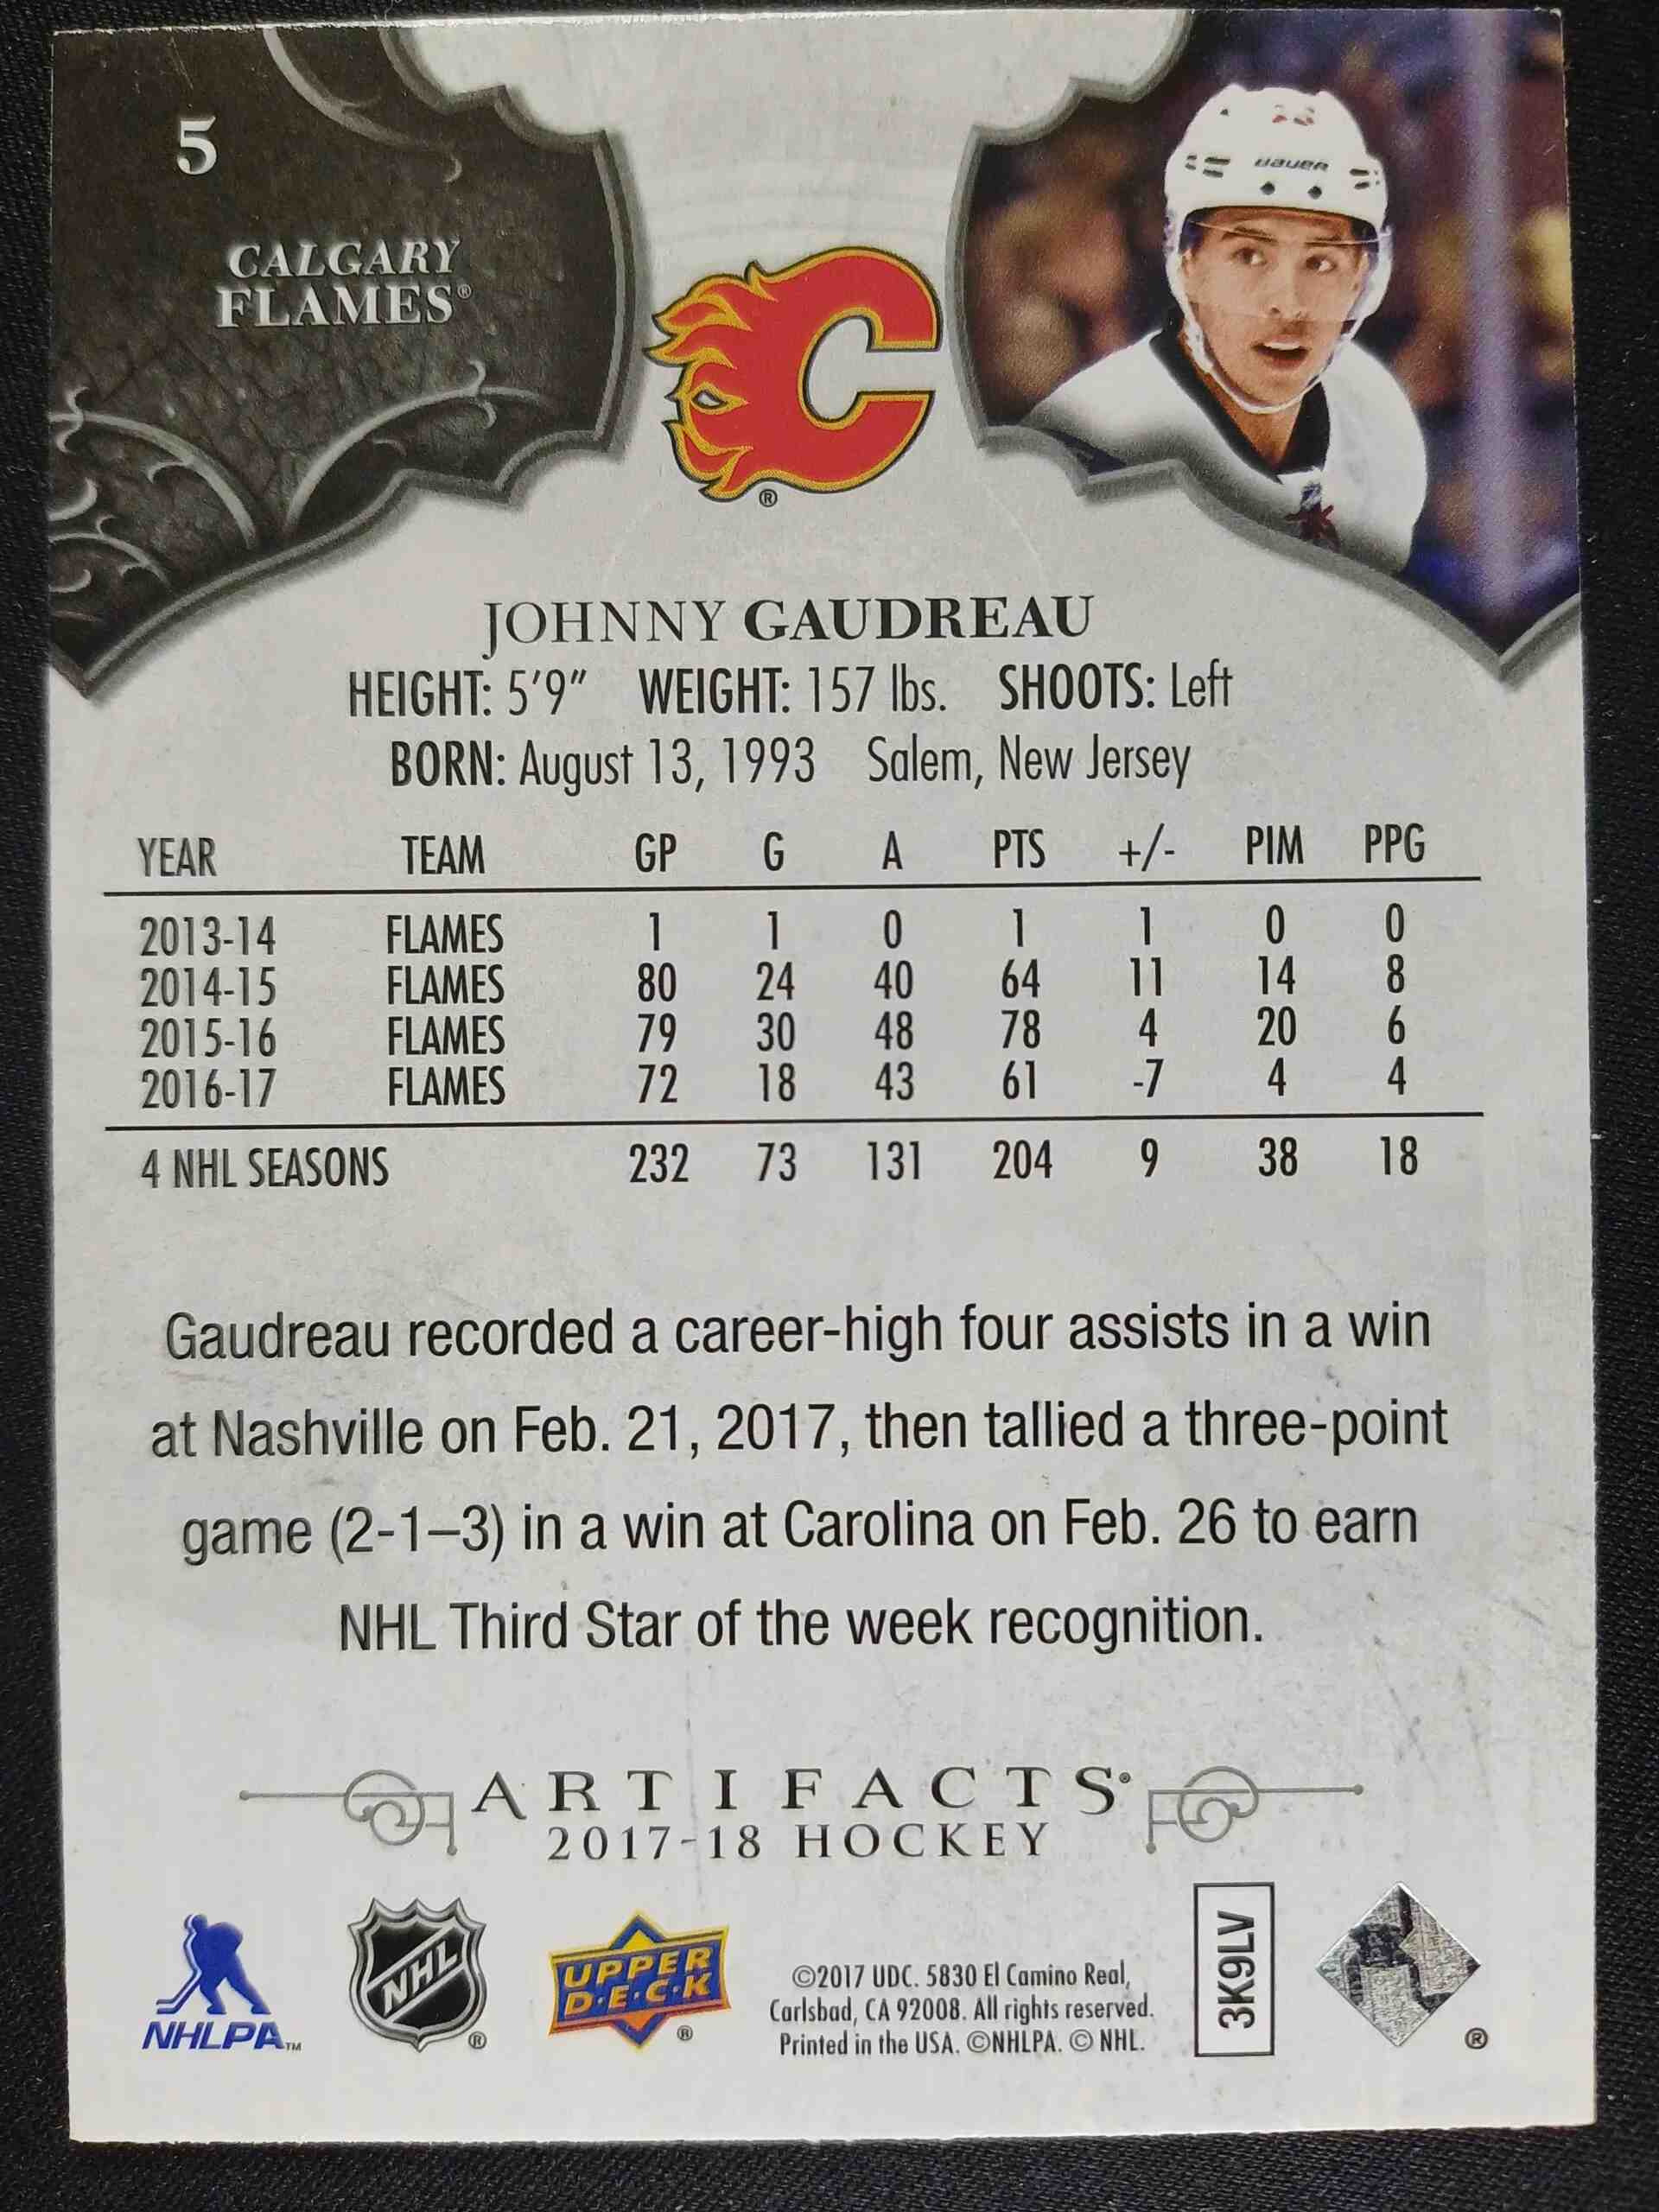 5
CALGARY
FLAMES®
BAUER
®
JOHNNY GAUDREAU
HEIGHT: 5'9" WEIGHT: 157 lbs. SHOOTS: Left
BORN: August 13, 1993 Salem, New Jersey
YEAR TEAM GP G A PTS +/- PIM PPG
2013-14 FLAMES 1 1 0 1 1 0 0
2014-15 FLAMES 80 24 40 64 11 14 8
2015-16 FLAMES 79 30 48 78 4 20 6
2016-17 FLAMES 72 18 43 61 -7 4 4
4 NHL SEASONS 232 73 131 204 9 38 18
Gaudreau recorded a career-high four assists in a win
at Nashville on Feb. 21, 2017, then tallied a three-point
game (2-1–3) in a win at Carolina on Feb. 26 to earn
NHL Third Star of the week recognition.
ARTIFACTS®
2017-18 HOCKEY
NHLPA™
NHL ®
UPPER
D•E•C•K ®
©2017 UDC. 5830 El Camino Real,
Carlsbad, CA 92008. All rights reserved.
Printed in the USA. ©NHLPA. © NHL.
3K9LV
®